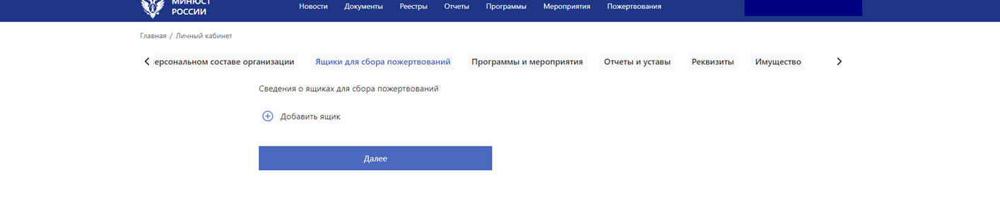 МИНЮСТ
РОССИИ
Новости Документы Реестры Отчеты Программы Мероприятия Пожертвования
Главная / Личный кабинет
персональном составе организации Ящики для сбора пожертвований Программы и мероприятия Отчеты и уставы Реквизиты Имущество
Сведения о ящиках для сбора пожертвований
Добавить ящик
Далее